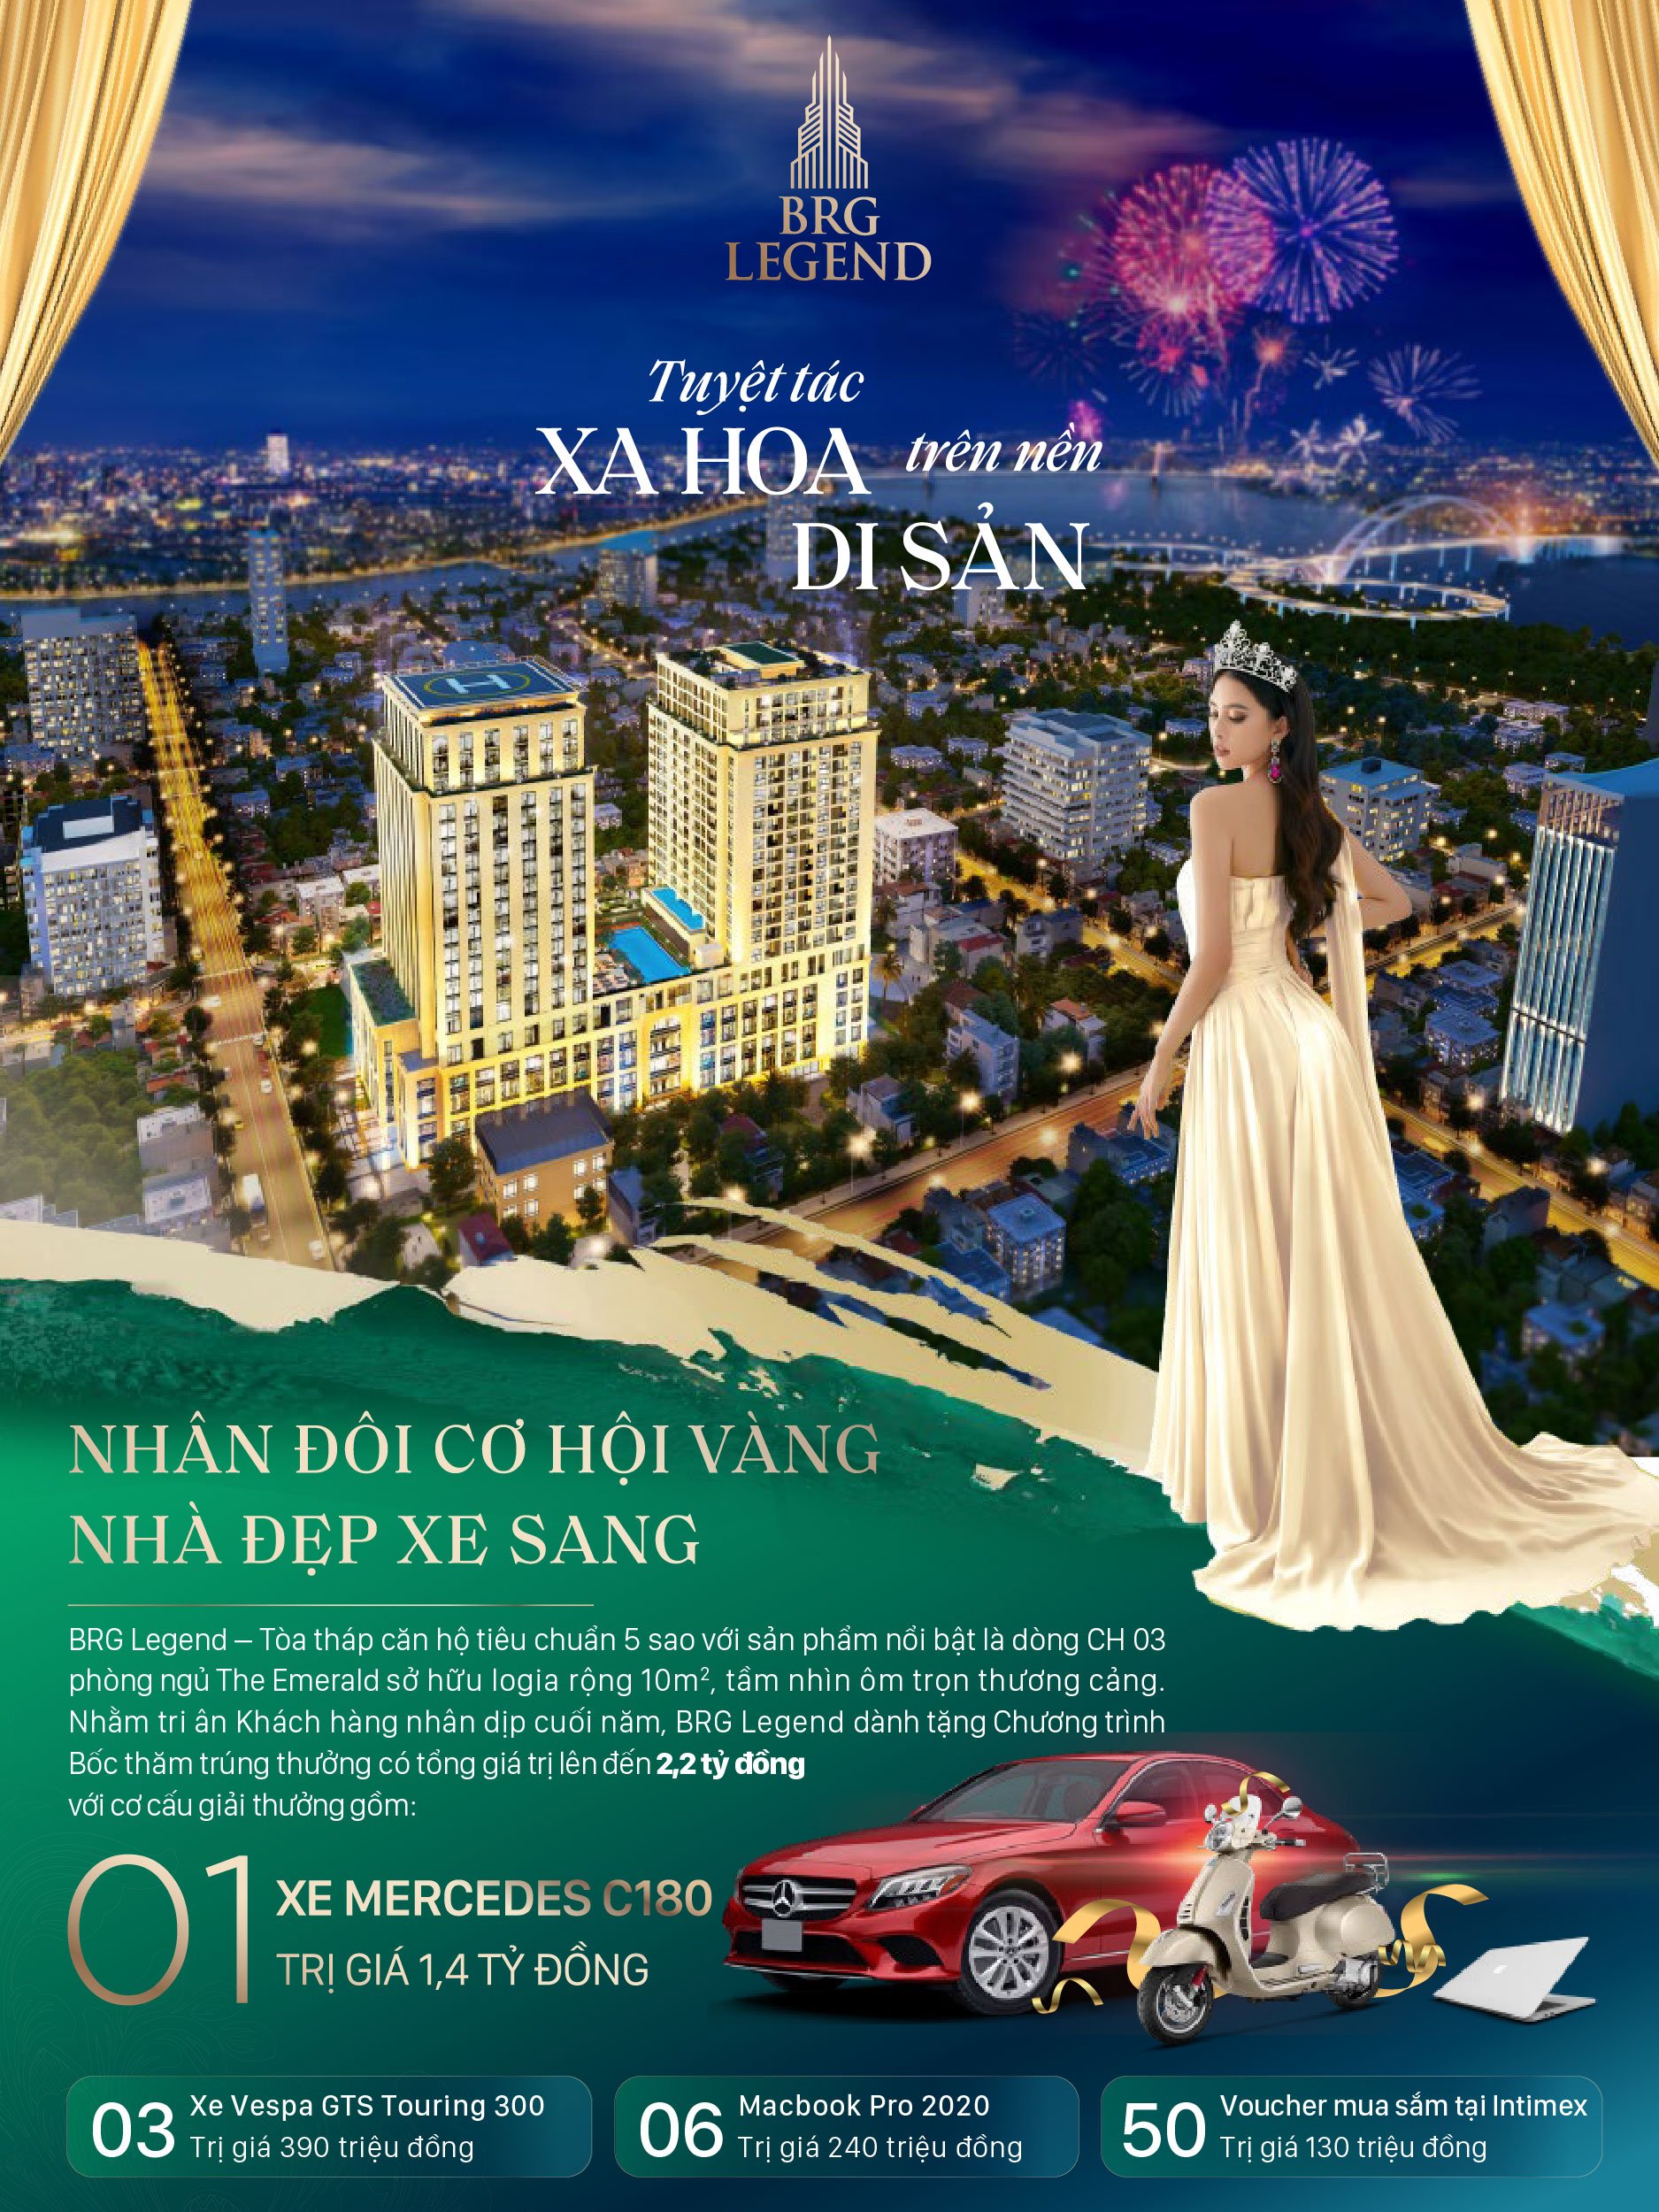 BRG
LEGEND
Tuyệt tác
XA HOA trên nền
DI SẢN
H
NHÂN ĐÔI CƠ HỘI VÀNG
NHÀ ĐẸP XE SANG
BRG Legend – Tòa tháp căn hộ tiêu chuẩn 5 sao với sản phẩm nổi bật là dòng CH 03
phòng ngủ The Emerald sở hữu logia rộng 10m², tầm nhìn ôm trọn thương cảng.
Nhằm tri ân Khách hàng nhân dịp cuối năm, BRG Legend dành tặng Chương trình
Bốc thăm trúng thưởng có tổng giá trị lên đến 2,2 tỷ đồng
với cơ cấu giải thưởng gồm:
01 XE MERCEDES C180
TRỊ GIÁ 1,4 TỶ ĐỒNG
03 Xe Vespa GTS Touring 300
Trị giá 390 triệu đồng
06 Macbook Pro 2020
Trị giá 240 triệu đồng
50 Voucher mua sắm tại Intimex
Trị giá 130 triệu đồng